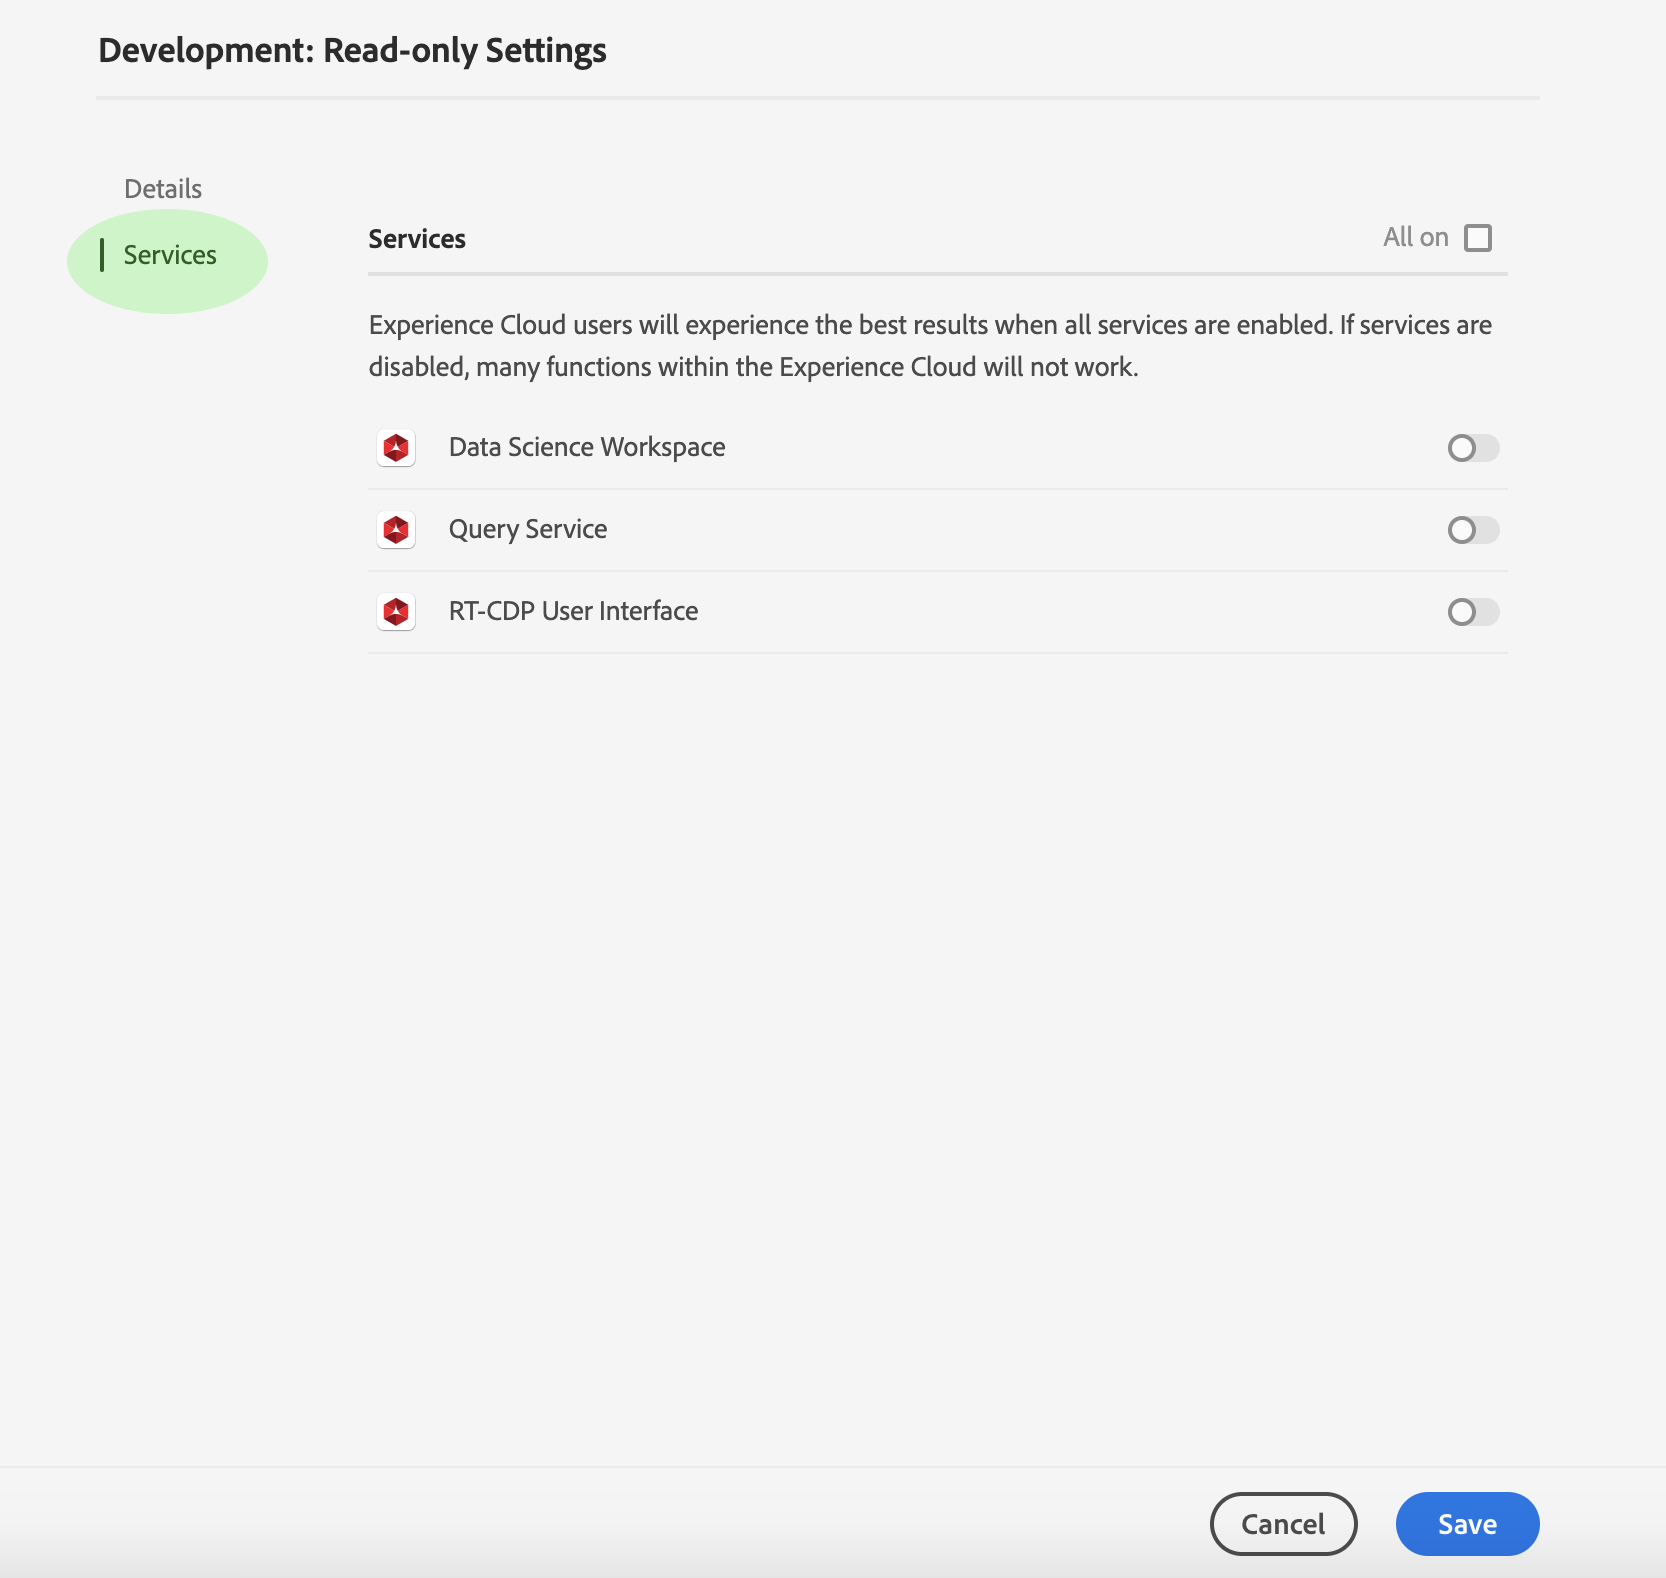 Development: Read-only Settings
Details
Services
Services
All on
Experience Cloud users will experience the best results when all services are enabled. If services are
disabled, many functions within the Experience Cloud will not work.
Data Science Workspace
Query Service
RT-CDP User Interface
Cancel
Save